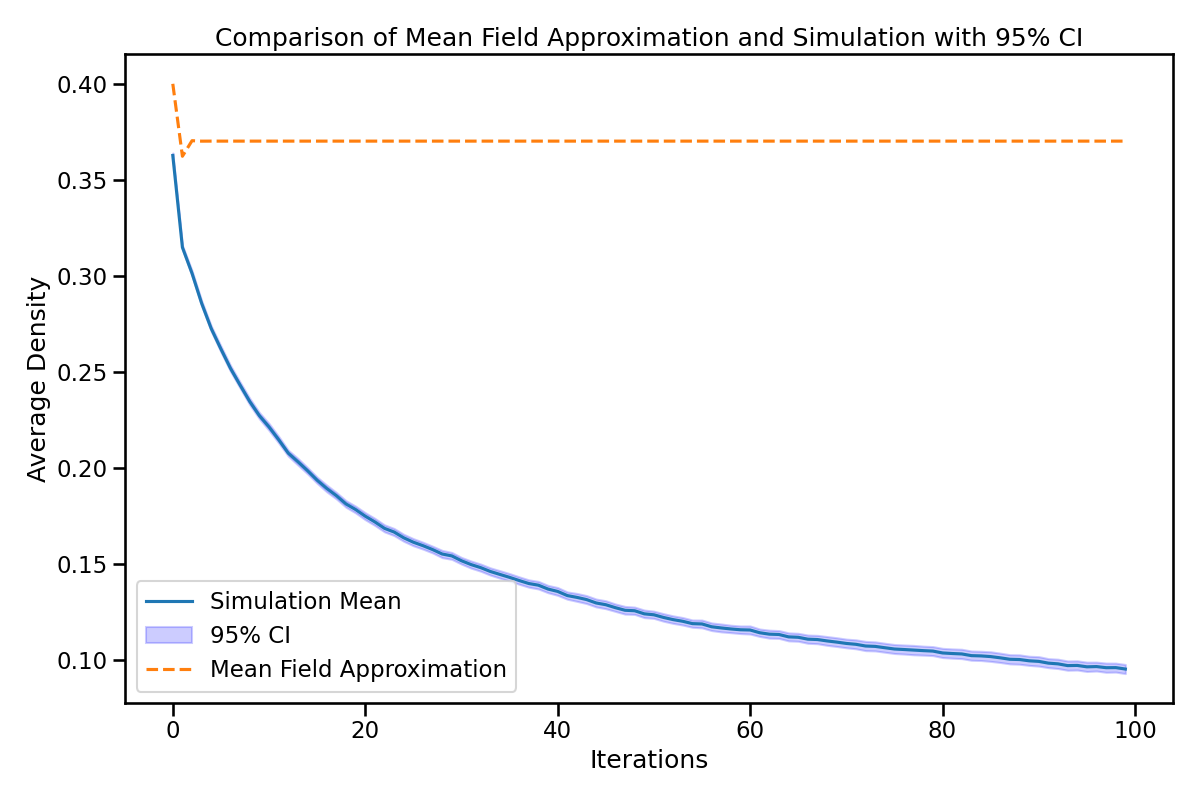 Comparison of Mean Field Approximation and Simulation with 95% CI
Average Density
0.40
0.35
0.30
0.25
0.20
0.15
0.10
Simulation Mean
95% CI
Mean Field Approximation
0 20 40 60 80 100
Iterations